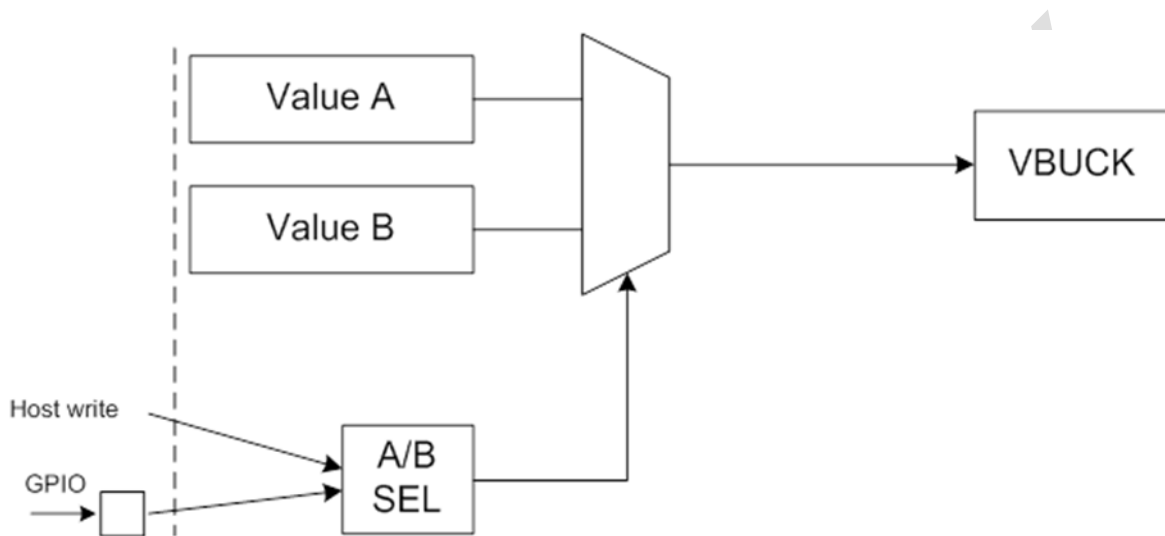 Value A
Value B
VBUCK
Host write
GPIO
A/B
SEL